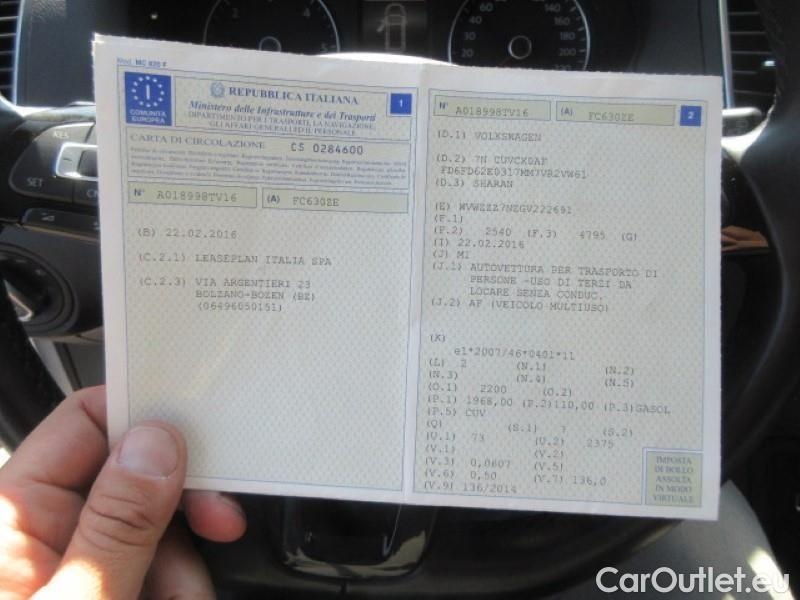 Mod. MC 820 F
I
COMUNITÀ
EUROPEA
REPUBBLICA ITALIANA
Ministero delle Infrastrutture e dei Trasporti
DIPARTIMENTO PER I TRASPORTI, LA NAVIGAZIONE,
GLI AFFARI GENERALI ED IL PERSONALE
1
CARTA DI CIRCOLAZIONE
CS 0284600
N° A018998TV16 (A) FC630ZE
(B) 22.02.2016
(C.2.1) LEASEPLAN ITALIA SPA
(C.2.3) VIA ARGENTIERI 23
BOLZANO-BOZEN (BZ)
(06496050151)
N° A018998TV16 (A) FC630ZE 2
(D.1) VOLKSWAGEN
(D.2) 7N CUVCX0AF
FD6FD62E0317MM7VR2VW61
(D.3) SHARAN
(E) WVWZZZ7NZGV222691
(F.1)
(F.2) 2540 (F.3) 4795 (G)
(I) 22.02.2016
(J) M1
(J.1) AUTOVETTURA PER TRASPORTO DI
PERSONE -USO DI TERZI DA
LOCARE SENZA CONDUC.
(J.2) AF (VEICOLO MULTIUSO)
(K)
e1*2007/46*0401*11
(L) 2 (N.1) (N.2)
(N.3) (N.4) (N.5)
(O.1) 2200 (O.2)
(P.1) 1968,00 (P.2)110,00 (P.3)GASOL
(P.5) CUV
(Q) (S.1) 7 (S.2)
(U.1) 73 (U.2) 2375
(V.1) (V.2)
(V.3) 0,0607 (V.5)
(V.6) 0,50 (V.7) 136,0
(V.9) 136/2014
IMPOSTA
DI BOLLO
ASSOLTA
IN MODO
VIRTUALE
RES
SET
CarOutlet.eu